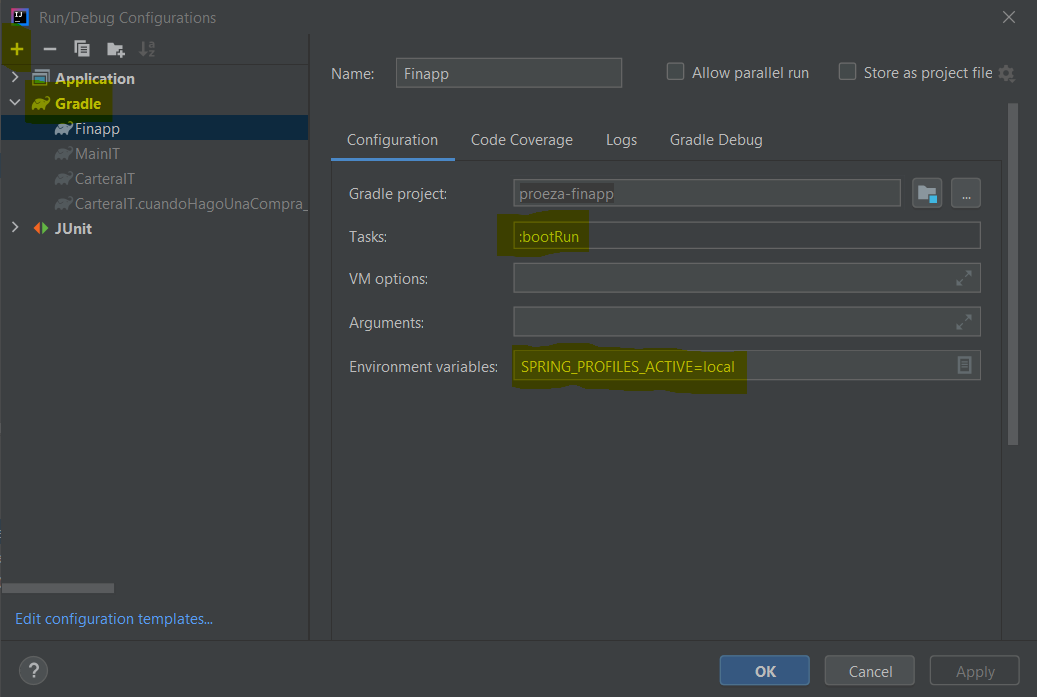 Run/Debug Configurations
Application
Gradle
Finapp
MainIT
CarteraIT
CarteraIT.cuandoHagoUnaCompra_
JUnit
Edit configuration templates...
Name: Finapp
Allow parallel run
Store as project file
Configuration Code Coverage Logs Gradle Debug
Gradle project: proeza-finapp ...
Tasks: :bootRun
VM options:
Arguments:
Environment variables: SPRING_PROFILES_ACTIVE=local
? OK Cancel Apply